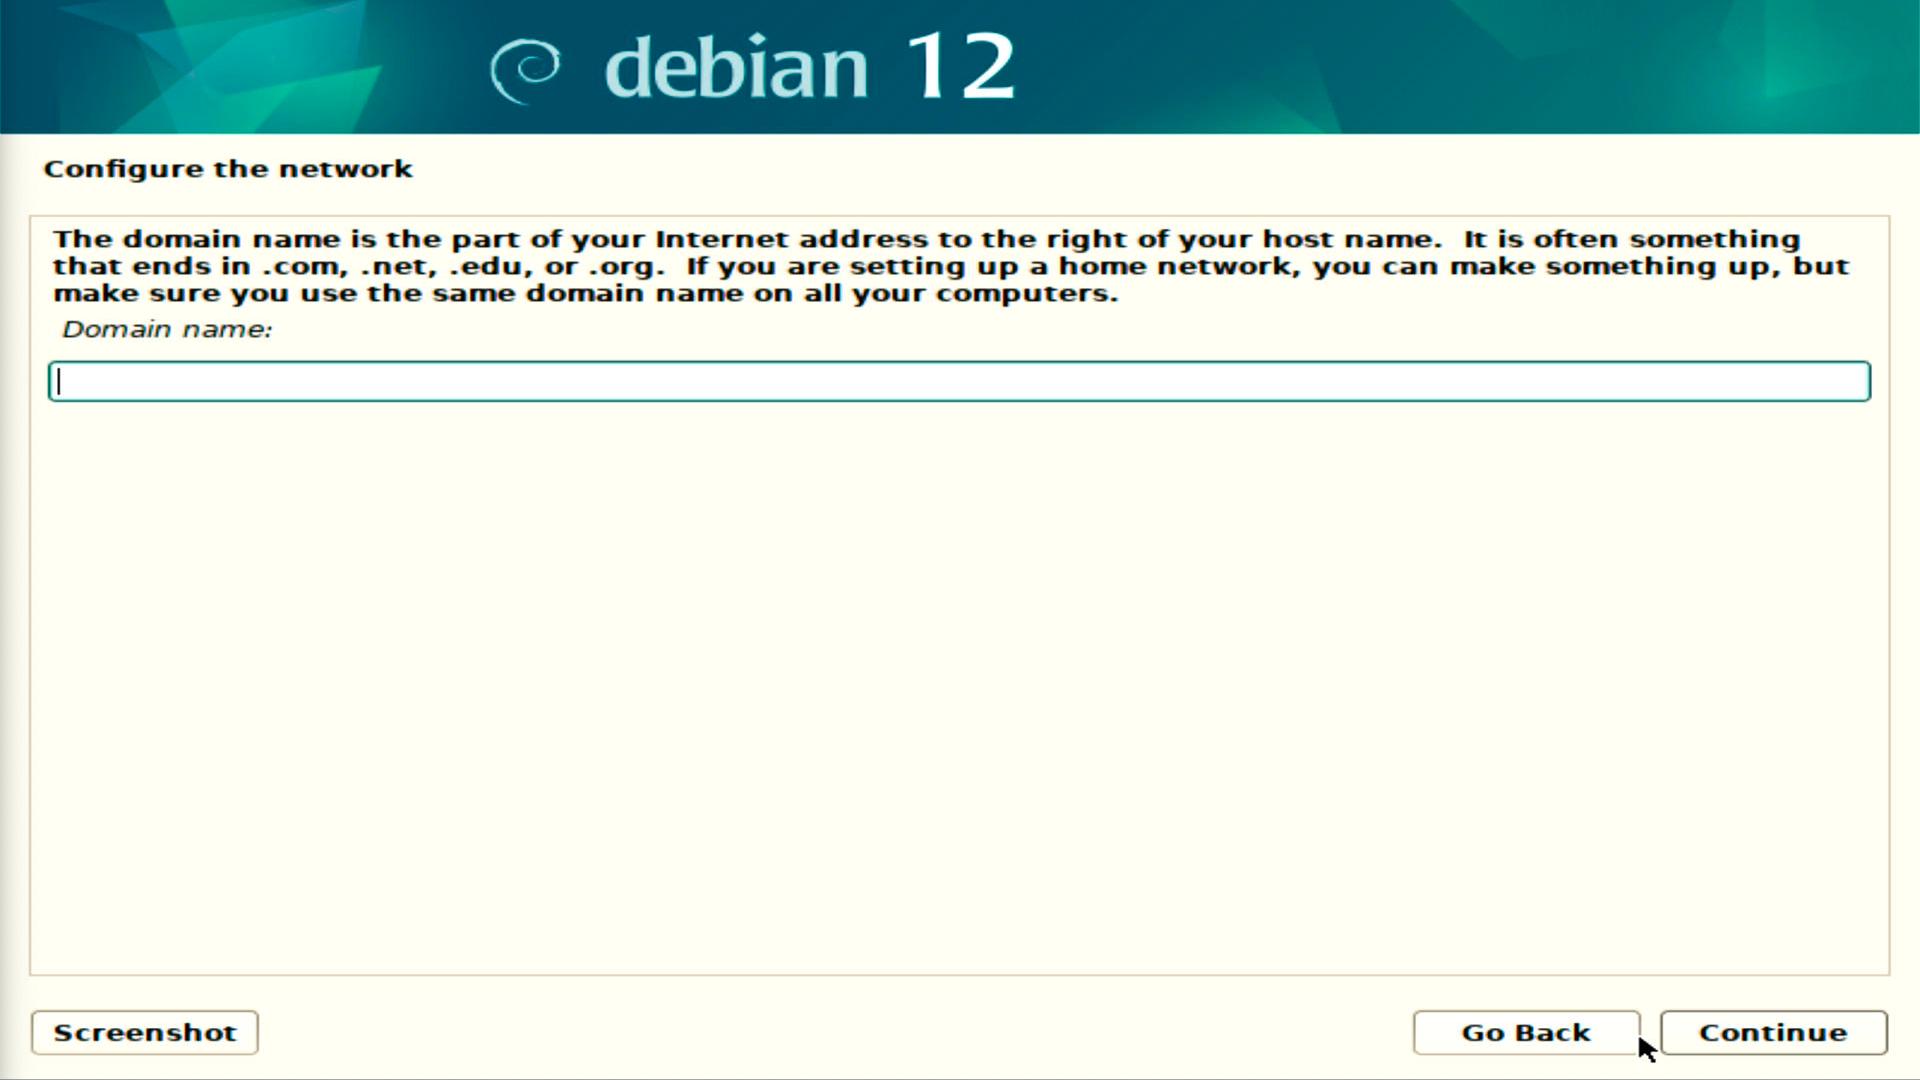 debian 12
Configure the network
The domain name is the part of your Internet address to the right of your host name.  It is often something
that ends in .com, .net, .edu, or .org.  If you are setting up a home network, you can make something up, but
make sure you use the same domain name on all your computers.
Domain name:
Screenshot
Go Back
Continue